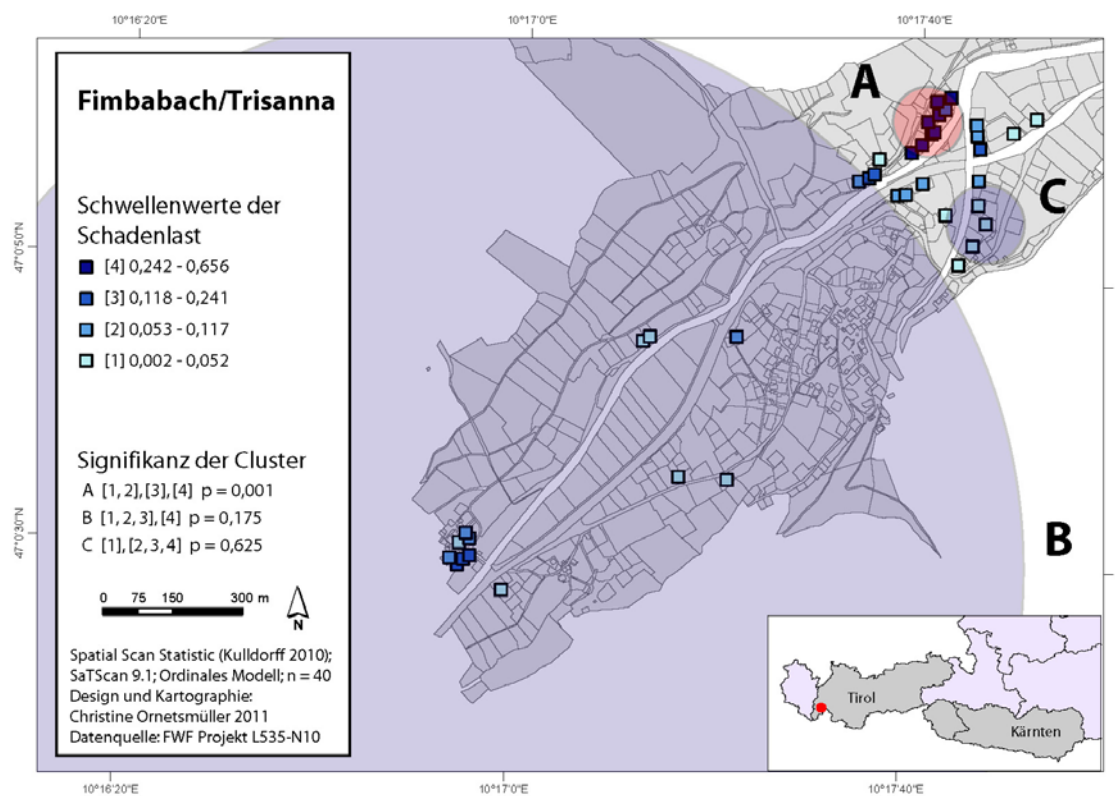 10°16'20"E
10°17'0"E
10°17'40"E
Fimbabach/Trisanna
Schwellenwerte der
Schadenlast
[4] 0,242 - 0,656
[3] 0,118 - 0,241
[2] 0,053 - 0,117
[1] 0,002 - 0,052
Signifikanz der Cluster
A [1, 2],[3],[4] p = 0,001
B [1, 2, 3],[4] p = 0,175
C [1],[2, 3, 4] p = 0,625
0 75 150 300 m
N
Spatial Scan Statistic (Kulldorff 2010);
SaTScan 9.1; Ordinales Modell; n = 40
Design und Kartographie:
Christine Ornetsmüller 2011
Datenquelle: FWF Projekt L535-N10
A
C
B
47°0'50"N
47°0'30"N
Tirol
Kärnten
10°16'20"E
10°17'0"E
10°17'40"E